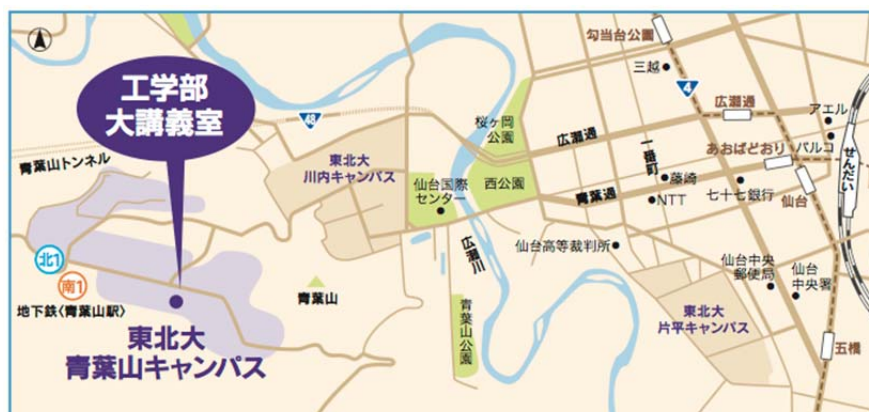 勾当台公園
三越
4
工学部
大講義室
48
桜ヶ岡
公園
広瀬通
広瀬通
アエル
パルコ
あおばどおり
せんだい
青葉山トンネル
東北大
川内キャンパス
仙台国際
センター
西公園
一番町
藤崎
NTT
青葉通
七十七銀行
仙台
北1
南1
地下鉄〈青葉山駅〉
青葉山
広瀬川
仙台高等裁判所
仙台中央
郵便局
仙台
中央署
東北大
青葉山キャンパス
青葉山公園
東北大
片平キャンパス
五橋